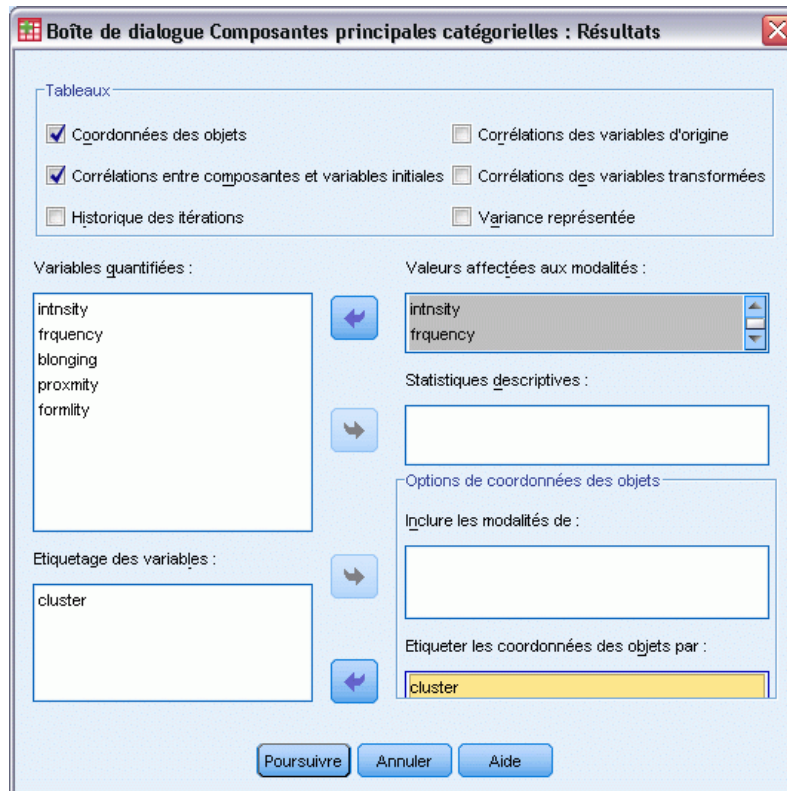 Boîte de dialogue Composantes principales catégorielles : Résultats
Tableaux
Coordonnées des objets
Corrélations des variables d'origine
Corrélations entre composantes et variables initiales
Corrélations des variables transformées
Historique des itérations
Variance représentée
Variables quantifiées :
intnsity
frquency
blonging
proxmity
formlity
Valeurs affectées aux modalités :
intnsity
frquency
Statistiques descriptives :
Options de coordonnées des objets
Inclure les modalités de :
Etiquetage des variables :
cluster
Etiqueter les coordonnées des objets par :
cluster
Poursuivre
Annuler
Aide